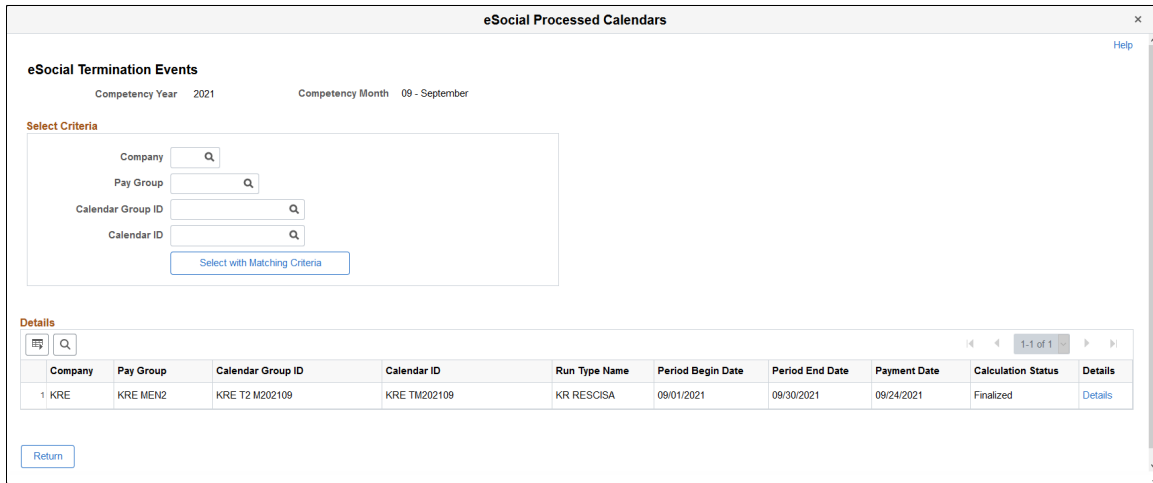 eSocial Processed Calendars ×
Help
eSocial Termination Events
Competency Year 2021 Competency Month 09 - September
Select Criteria
Company
Pay Group
Calendar Group ID
Calendar ID
Select with Matching Criteria
Details
1-1 of 1
Company Pay Group Calendar Group ID Calendar ID Run Type Name Period Begin Date Period End Date Payment Date Calculation Status Details
1 KRE KRE MEN2 KRE T2 M202109 KRE TM202109 KR RESCISA 09/01/2021 09/30/2021 09/24/2021 Finalized Details
Return